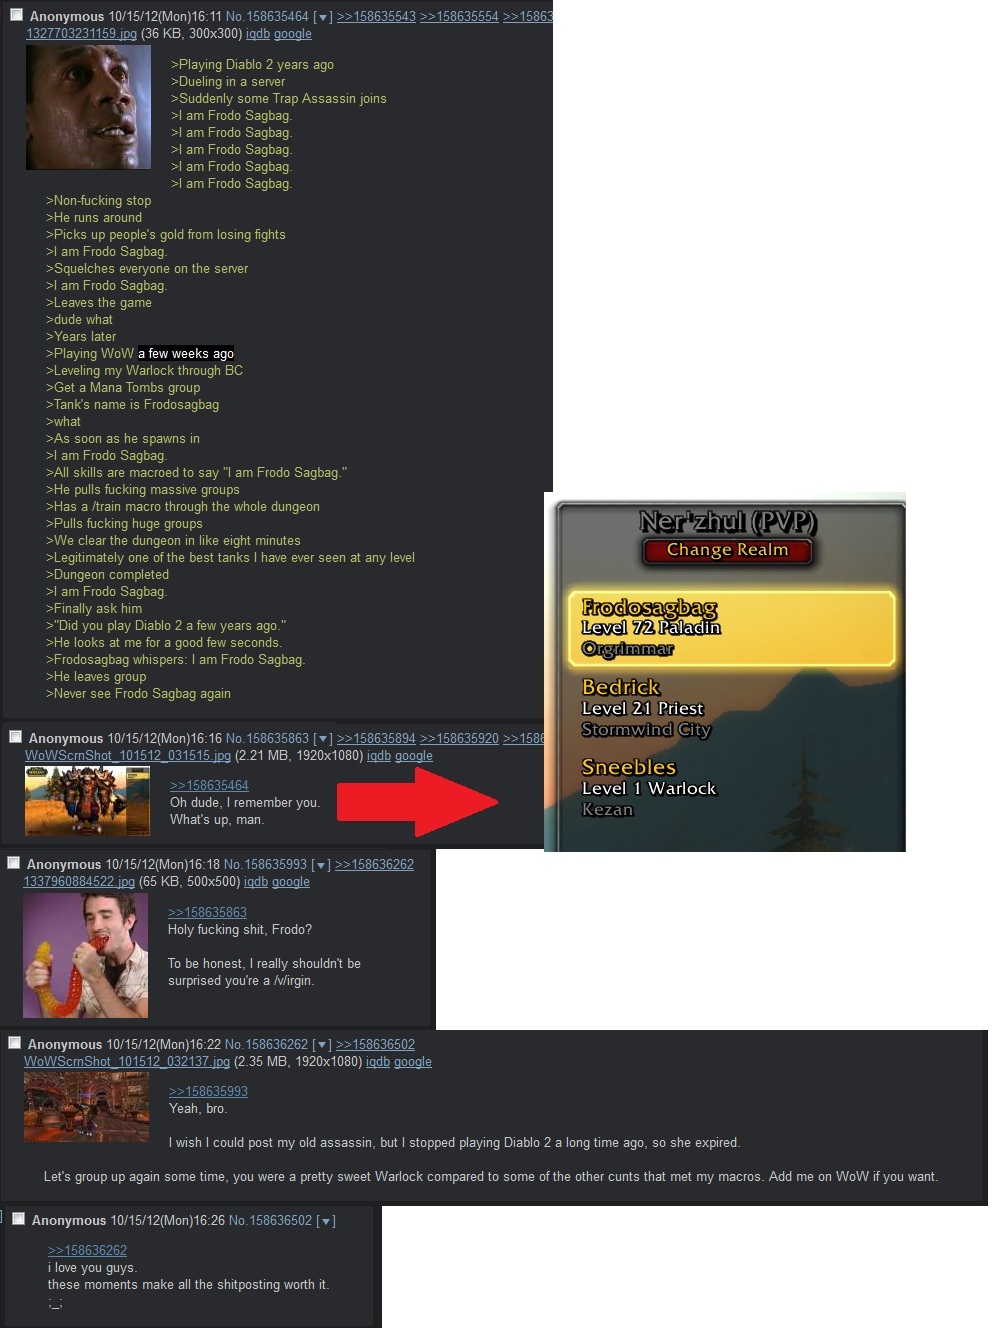 Anonymous 10/15/12(Mon)16:11 No.158635464 [▼] >>158635543 >>158635554 >>15863
1327703231159.jpg (36 KB, 300x300) iqdb google
>Playing Diablo 2 years ago
>Dueling in a server
>Suddenly some Trap Assassin joins
>I am Frodo Sagbag.
>I am Frodo Sagbag.
>I am Frodo Sagbag.
>I am Frodo Sagbag.
>I am Frodo Sagbag.
>Non-fucking stop
>He runs around
>Picks up people's gold from losing fights
>I am Frodo Sagbag.
>Squelches everyone on the server
>I am Frodo Sagbag.
>Leaves the game
>dude what
>Years later
>Playing WoW a few weeks ago
>Leveling my Warlock through BC
>Get a Mana Tombs group
>Tank's name is Frodosagbag
>what
>As soon as he spawns in
>I am Frodo Sagbag.
>All skills are macroed to say "I am Frodo Sagbag."
>He pulls fucking massive groups
>Has a /train macro through the whole dungeon
>Pulls fucking huge groups
>We clear the dungeon in like eight minutes
>Legitimately one of the best tanks I have ever seen at any level
>Dungeon completed
>I am Frodo Sagbag.
>Finally ask him
>"Did you play Diablo 2 a few years ago."
>He looks at me for a good few seconds.
>Frodosagbag whispers: I am Frodo Sagbag.
>He leaves group
>Never see Frodo Sagbag again
Ner'zhul (PVP)
Change Realm
Frodosagbag
Level 72 Paladin
Orgrimmar
Bedrick
Level 21 Priest
Stormwind City
Sneebles
Level 1 Warlock
Kezan
Anonymous 10/15/12(Mon)16:16 No.158635863 [▼] >>158635894 >>158635920 >>1586
WoWScrnShot_101512_031515.jpg (2.21 MB, 1920x1080) iqdb google
>>158635464
Oh dude, I remember you.
What's up, man.
Anonymous 10/15/12(Mon)16:18 No.158635993 [▼] >>158636262
1337960884522.jpg (65 KB, 500x500) iqdb google
>>158635863
Holy fucking shit, Frodo?
To be honest, I really shouldn't be
surprised you're a /v/irgin.
Anonymous 10/15/12(Mon)16:22 No.158636262 [▼] >>158636502
WoWScrnShot_101512_032137.jpg (2.35 MB, 1920x1080) iqdb google
>>158635993
Yeah, bro.
I wish I could post my old assassin, but I stopped playing Diablo 2 a long time ago, so she expired.
Let's group up again some time, you were a pretty sweet Warlock compared to some of the other cunts that met my macros. Add me on WoW if you want.
Anonymous 10/15/12(Mon)16:26 No.158636502 [▼]
>>158636262
i love you guys.
these moments make all the shitposting worth it.
;_;